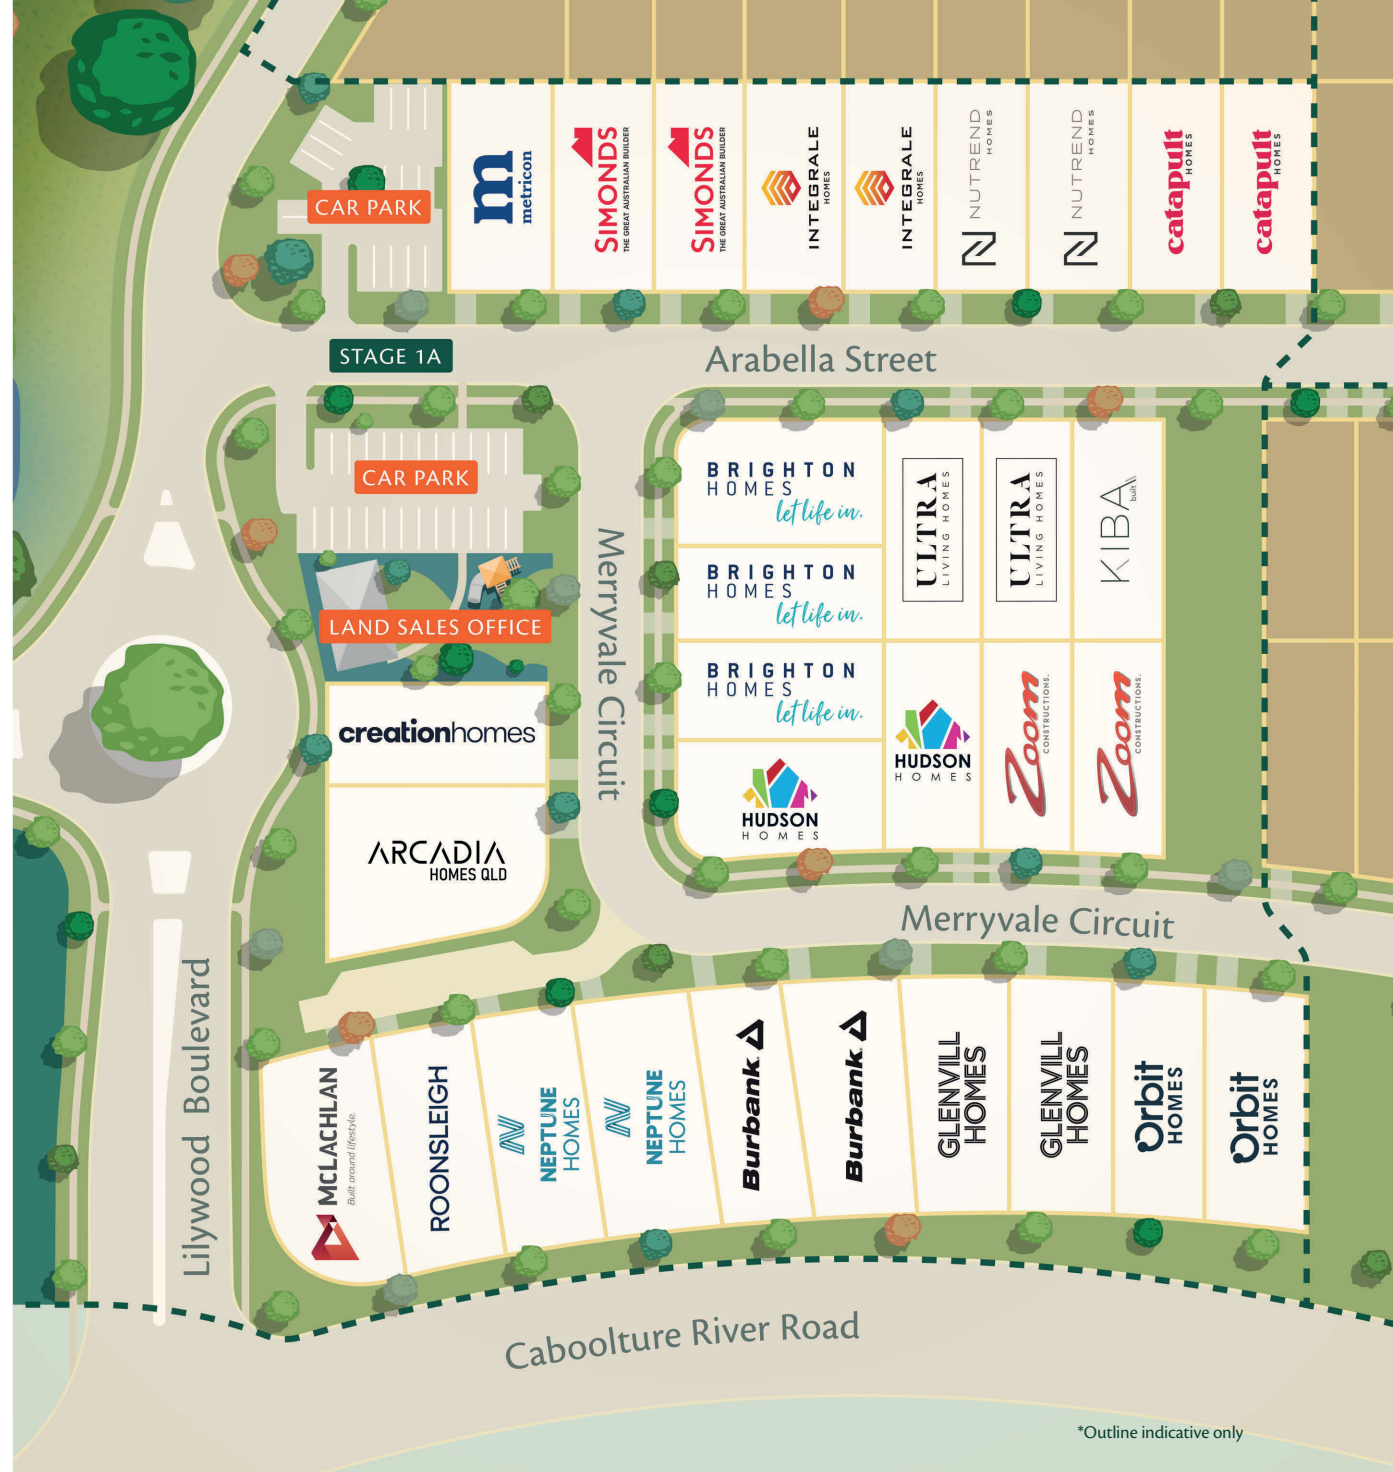 CAR PARK
m
metricon
SIMONDS
THE GREAT AUSTRALIAN BUILDER
SIMONDS
THE GREAT AUSTRALIAN BUILDER
INTEGRALE
HOMES
INTEGRALE
HOMES
NUTREND
HOMES
NUTREND
HOMES
catapult
HOMES
catapult
HOMES
STAGE 1A
Arabella Street
CAR PARK
LAND SALES OFFICE
Merryvale Circuit
BRIGHTON
HOMES
let life in.
BRIGHTON
HOMES
let life in.
BRIGHTON
HOMES
let life in.
ULTRA
LIVING HOMES
ULTRA
LIVING HOMES
KIBA
built
creationhomes
ARCADIA
HOMES QLD
HUDSON
HOMES
HUDSON
HOMES
Zoom
CONSTRUCTIONS.
Zoom
CONSTRUCTIONS.
Merryvale Circuit
Lilywood Boulevard
MCLACHLAN
Built around lifestyle.
ROONSLEIGH
NEPTUNE
HOMES
NEPTUNE
HOMES
Burbank
Burbank
GLENVILL
HOMES
GLENVILL
HOMES
Orbit
HOMES
Orbit
HOMES
Caboolture River Road
*Outline indicative only